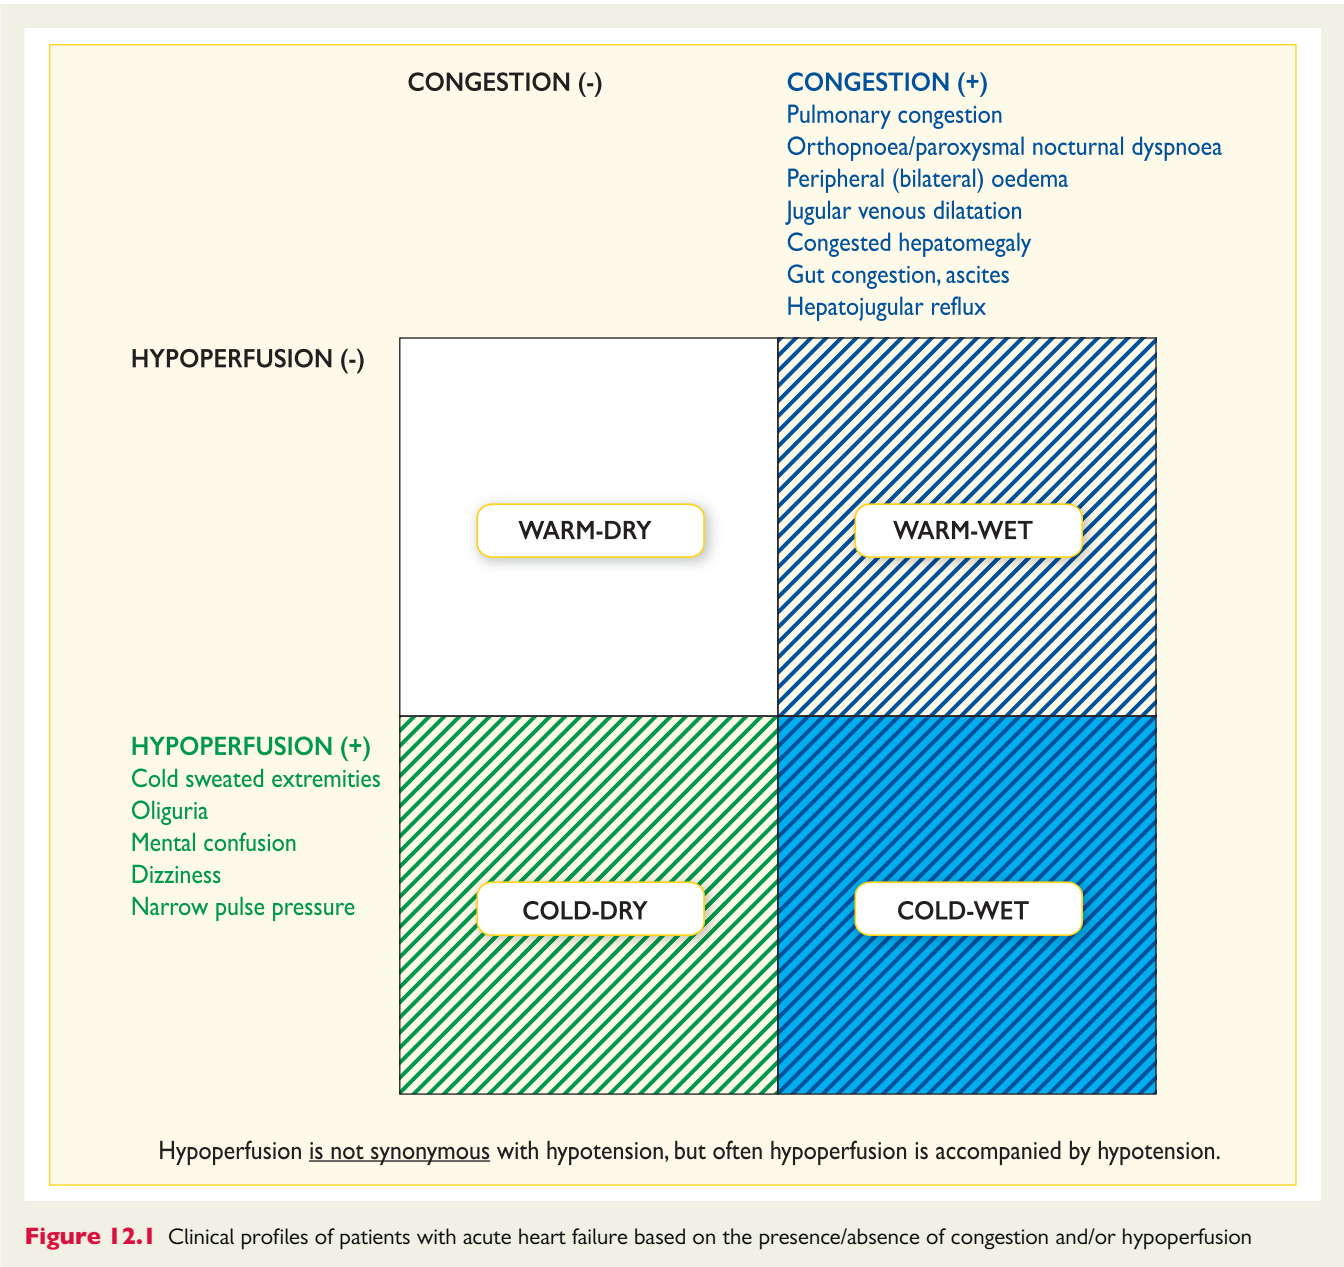 CONGESTION (-)
CONGESTION (+)
Pulmonary congestion
Orthopnoea/paroxysmal nocturnal dyspnoea
Peripheral (bilateral) oedema
Jugular venous dilatation
Congested hepatomegaly
Gut congestion, ascites
Hepatojugular reflux
HYPOPERFUSION (-)
WARM-DRY
WARM-WET
HYPOPERFUSION (+)
Cold sweated extremities
Oliguria
Mental confusion
Dizziness
Narrow pulse pressure
COLD-DRY
COLD-WET
Hypoperfusion is not synonymous with hypotension, but often hypoperfusion is accompanied by hypotension.
Figure 12.1 Clinical profiles of patients with acute heart failure based on the presence/absence of congestion and/or hypoperfusion